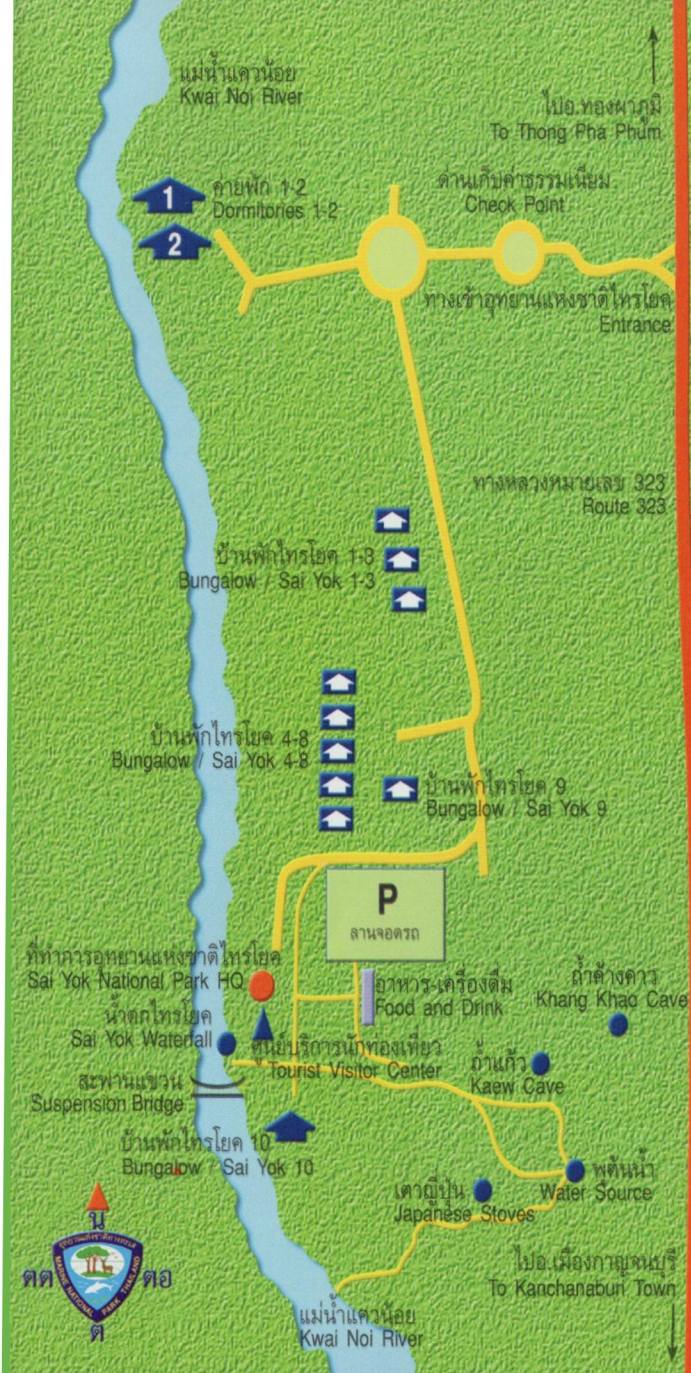 แม่น้ำแควน้อย
Kwai Noi River
ไปอ.ทองผาภูมิ
To Thong Pha Phum
1
ค่ายพัก 1-2
Dormitories 1-2
2
ด่านเก็บค่าธรรมเนียม
Check Point
ทางเข้าอุทยานแห่งชาติไทรโยค
Entrance
ทางหลวงหมายเลข 323
Route 323
บ้านพักไทรโยค 1-3
Bungalow / Sai Yok 1-3
บ้านพักไทรโยค 4-8
Bungalow / Sai Yok 4-8
บ้านพักไทรโยค 9
Bungalow / Sai Yok 9
P
ลานจอดรถ
ที่ทำการอุทยานแห่งชาติไทรโยค
Sai Yok National Park HQ
อาหาร-เครื่องดื่ม
Food and Drink
ถ้ำค้างคาว
Khang Khao Cave
น้ำตกไทรโยค
Sai Yok Waterfall
ศูนย์บริการนักท่องเที่ยว
Tourist Visitor Center
ถ้ำแก้ว
Kaew Cave
สะพานแขวน
Suspension Bridge
บ้านพักไทรโยค 10
Bungalow / Sai Yok 10
พุต้นน้ำ
Water Source
เตาญี่ปุ่น
Japanese Stoves
น
ตต
ตอ
ต
MARINE NATIONAL PARK THAILAND
ไปอ.เมืองกาญจนบุรี
To Kanchanaburi Town
แม่น้ำแควน้อย
Kwai Noi River